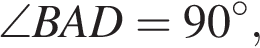 ∠BAD = 90°,